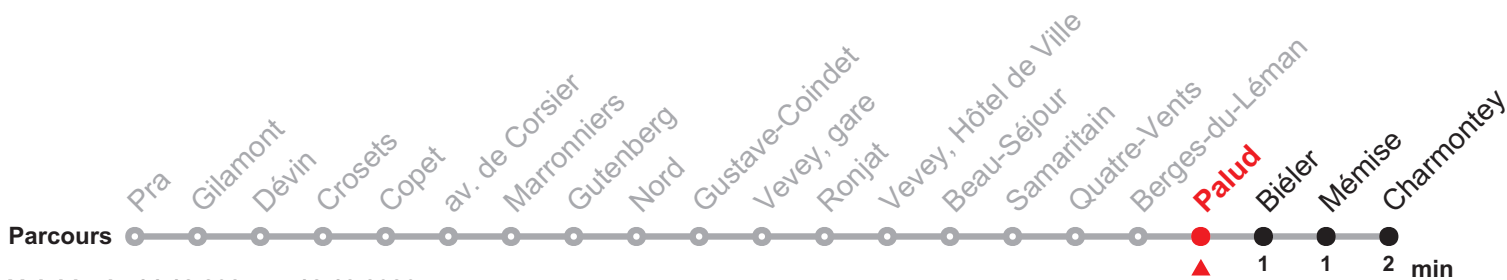 Pra
Gilamont
Dévin
Crosets
Copet
av. de Corsier
Marronniers
Gutenberg
Nord
Gustave-Coindet
Vevey, gare
Ronjat
Vevey, Hôtel de Ville
Beau-Séjour
Samaritain
Quatre-Vents
Berges-du-Léman
Palud
Biéler
Mémise
Charmontey
Parcours
1 1 2 min